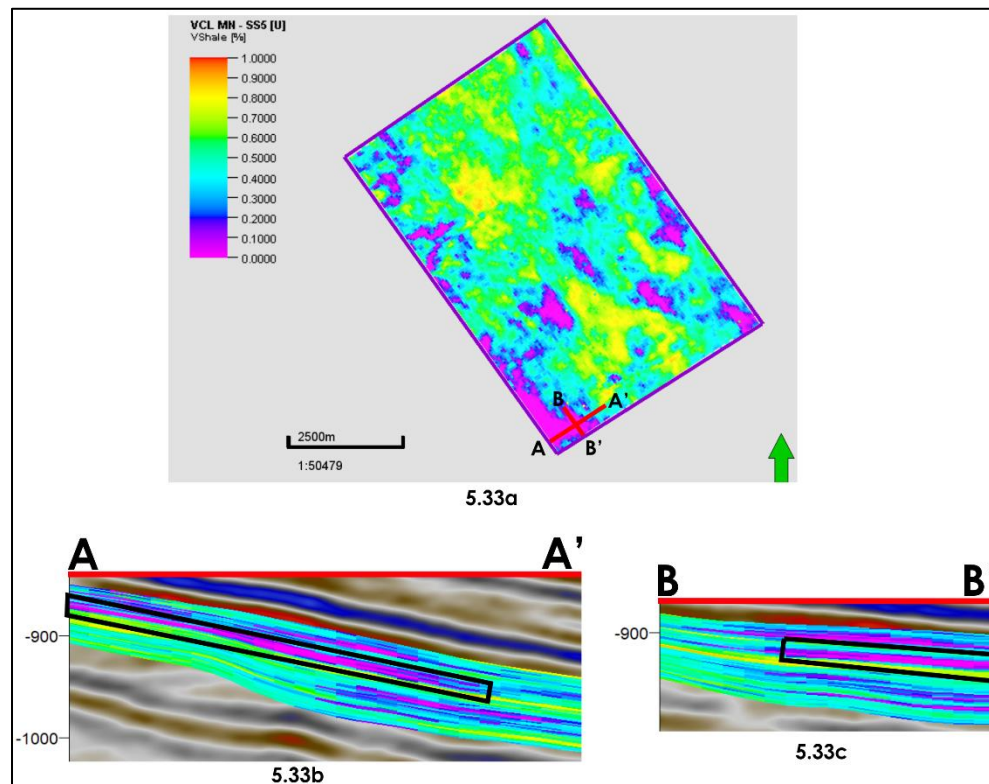 VCL MN - SS5 [U]
VShale [%]
1.0000
0.9000
0.8000
0.7000
0.6000
0.5000
0.4000
0.3000
0.2000
0.1000
0.0000
B
A'
A
B'
2500m
1:50479
5.33a
A
A'
-900
-1000
5.33b
B
B
-900
5.33c